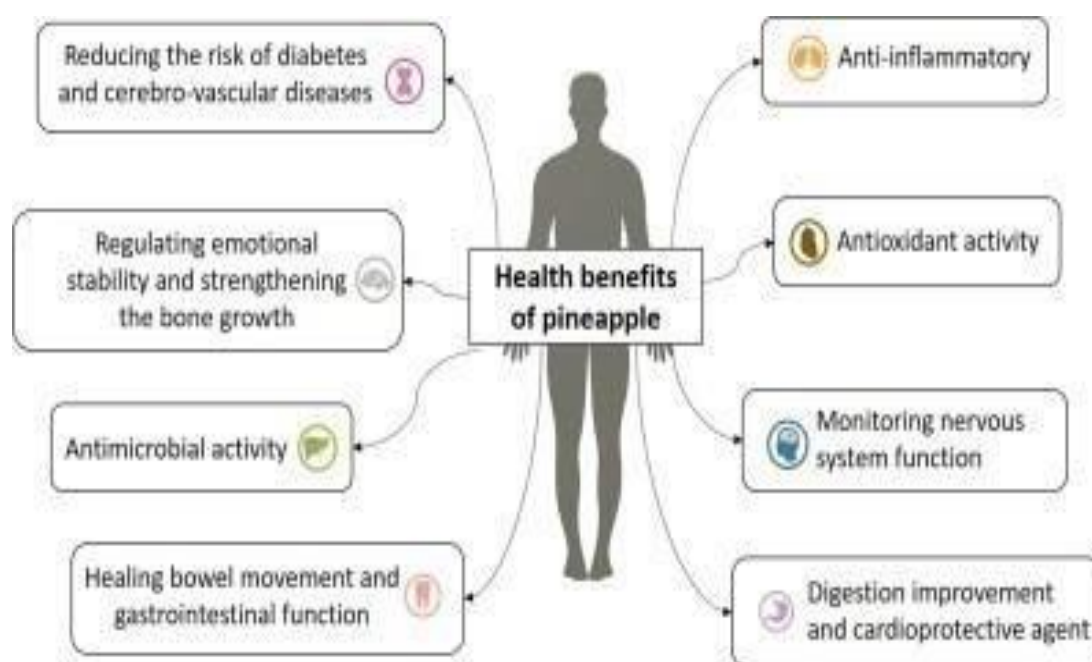 Reducing the risk of diabetes
and cerebro-vascular diseases
Regulating emotional
stability and strengthening
the bone growth
Antimicrobial activity
Healing bowel movement and
gastrointestinal function
Health benefits
of pineapple
Anti-inflammatory
Antioxidant activity
Monitoring nervous
system function
Digestion improvement
and cardioprotective agent